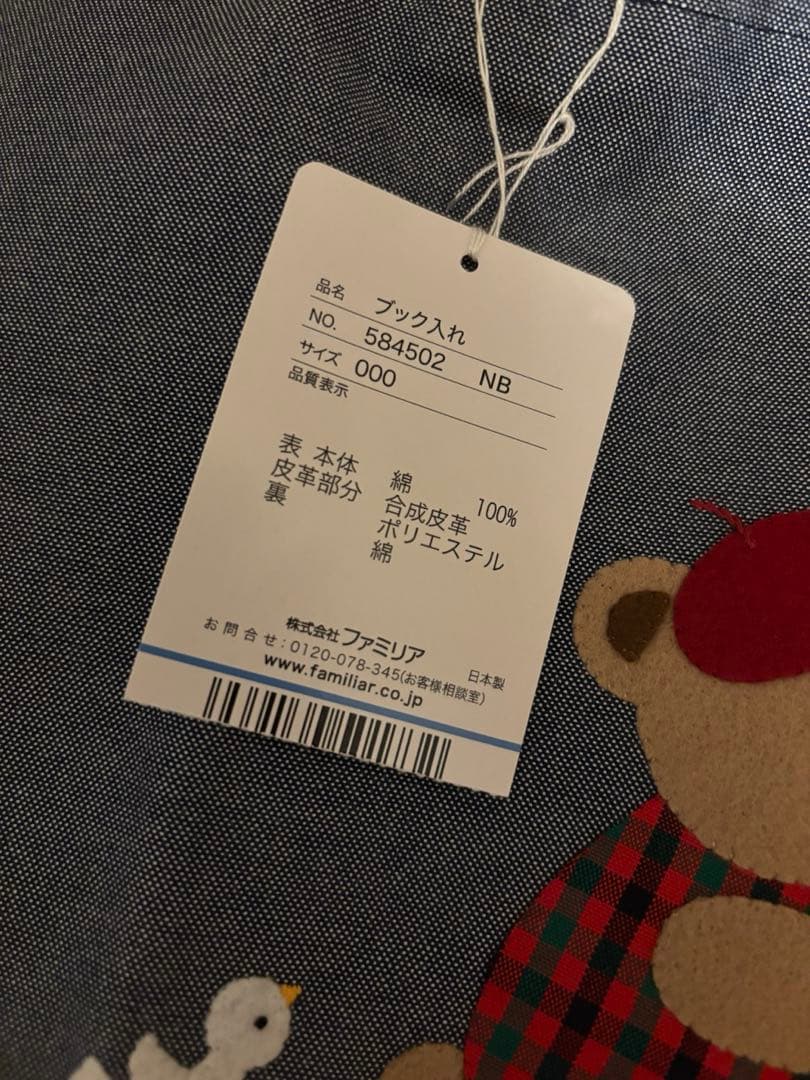 品名 ブック入れ
NO. 584502 NB
サイズ 000
品質表示
表 本体 綿 100%
皮革部分 合成皮革
裏 ポリエステル
綿
株式会社 ファミリア
お問合せ:0120-078-345(お客様相談室)
www.familiar.co.jp
日本製